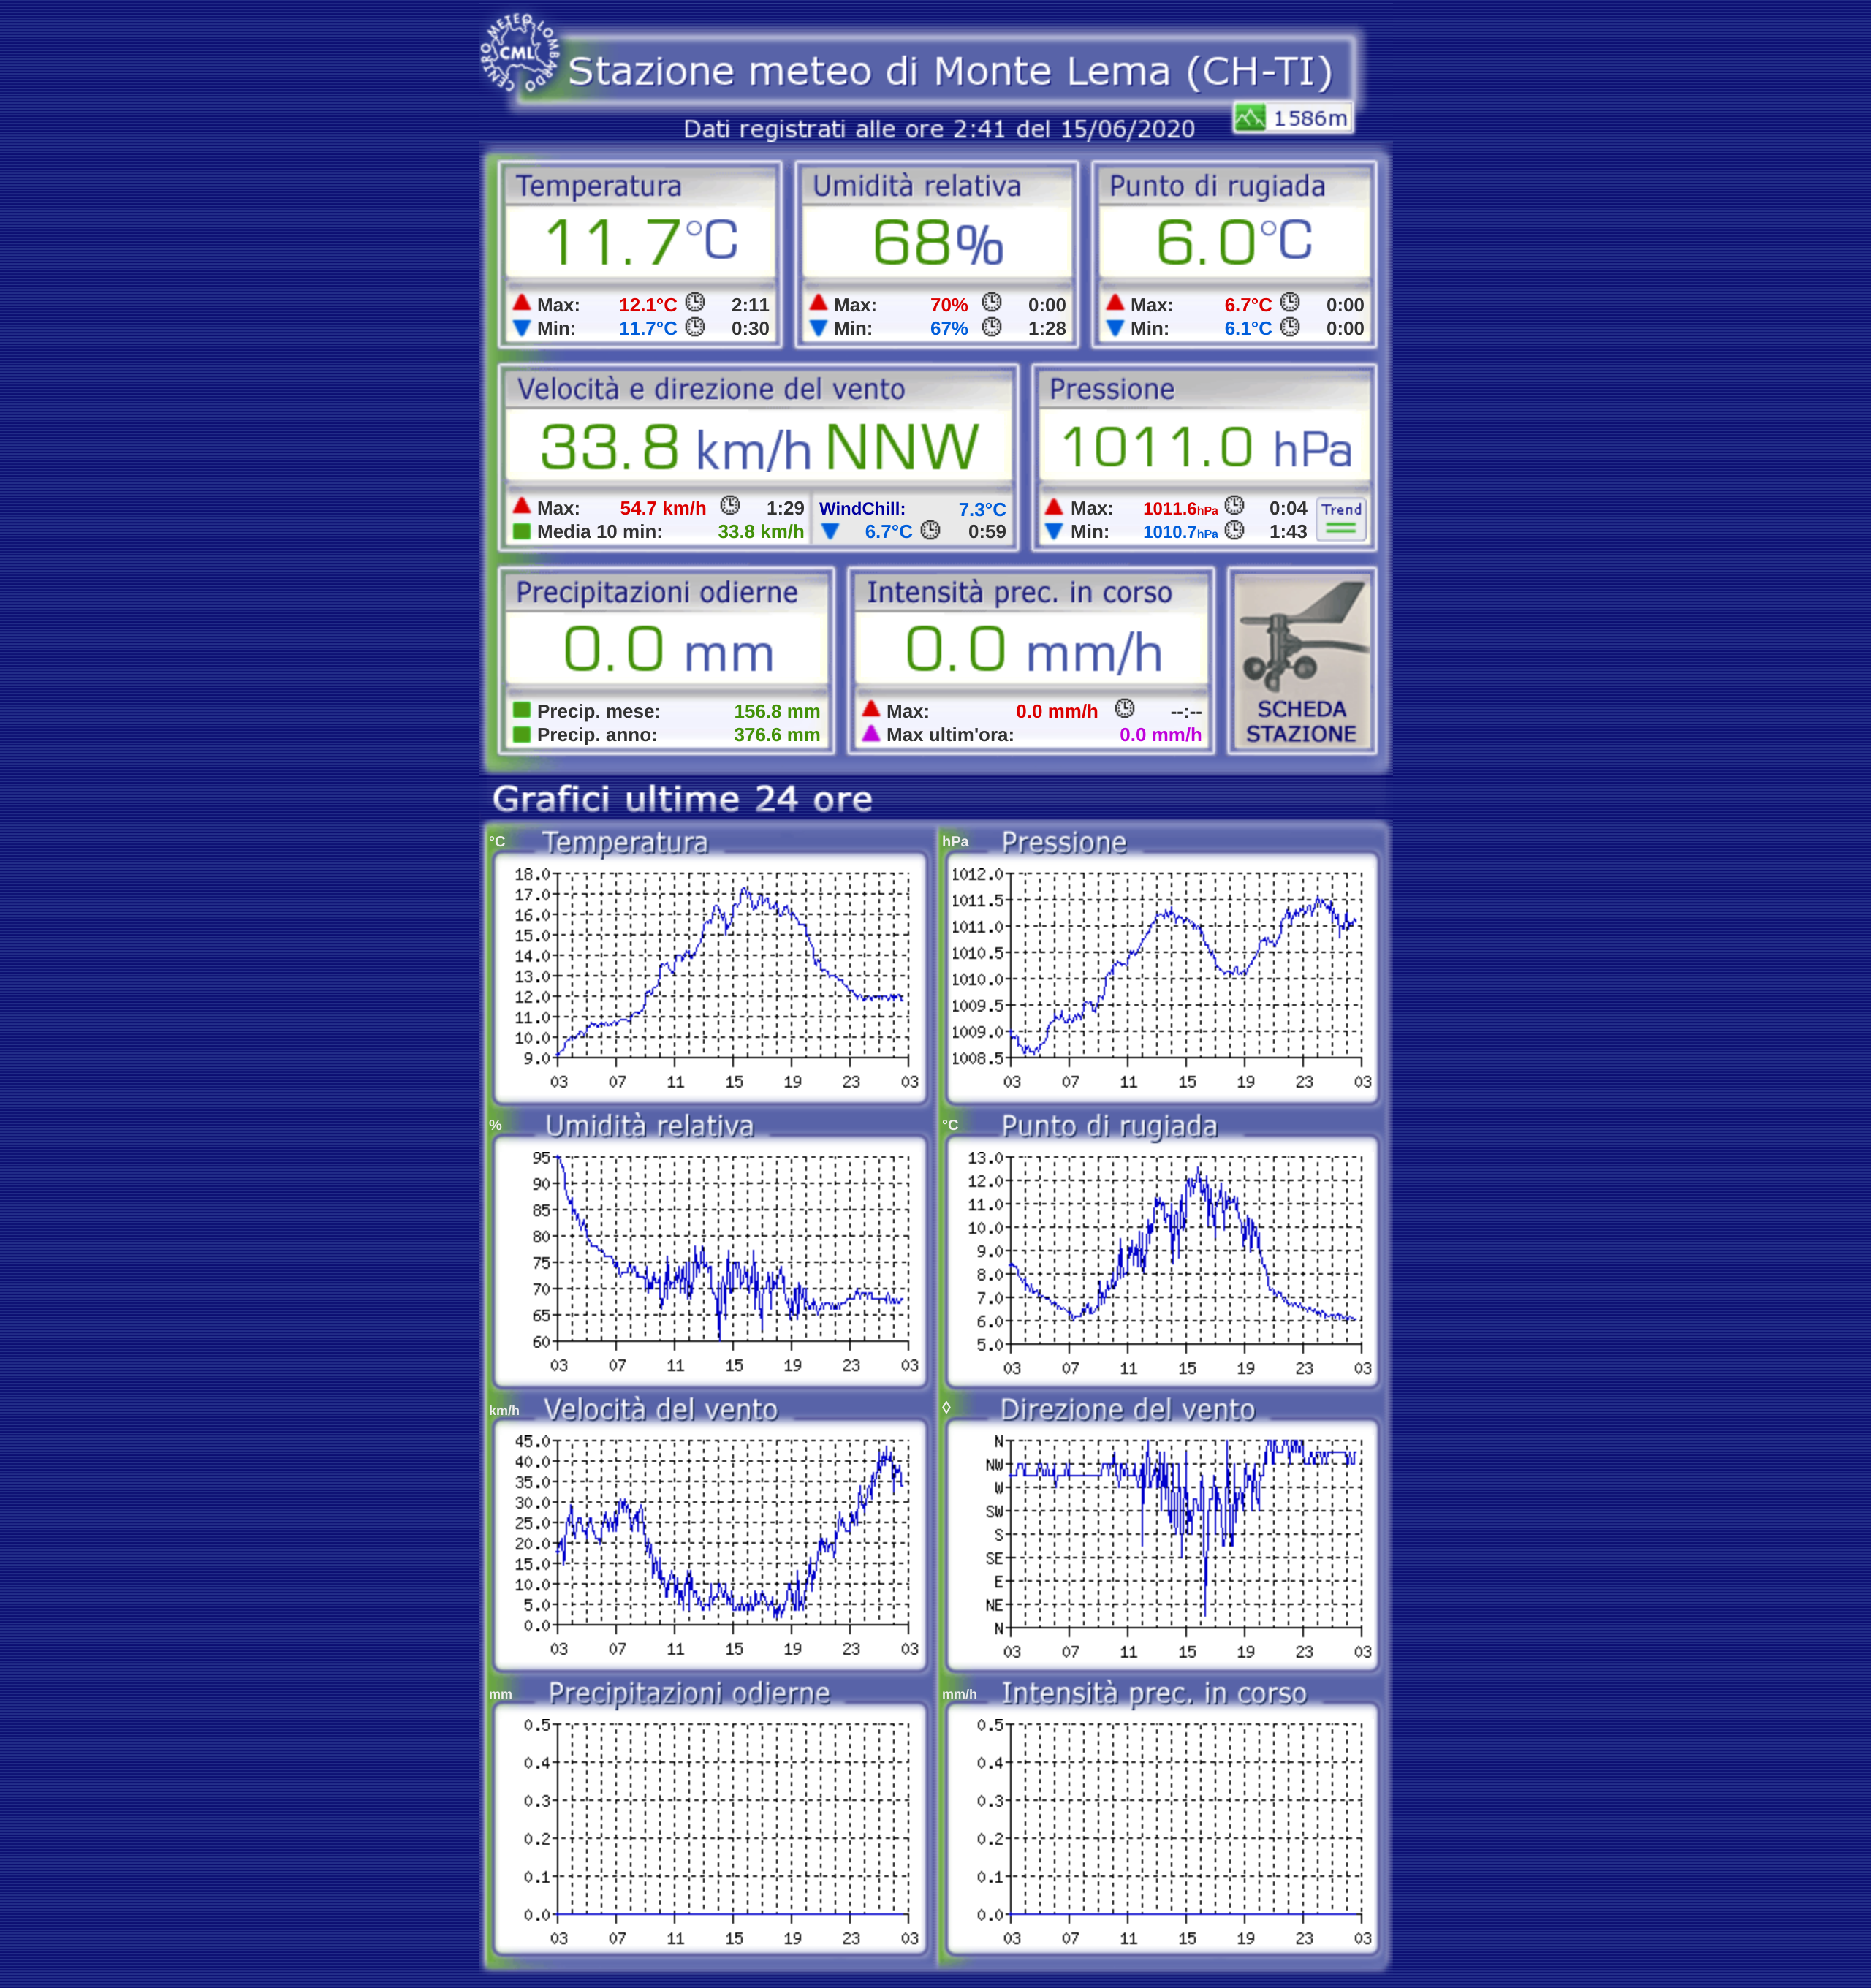 CENTRO METEO LOMBARDO
CML
Stazione meteo di Monte Lema (CH-TI)
1586m
Dati registrati alle ore 2:41 del 15/06/2020
Temperatura
11.7°C
Max: 12.1°C 2:11
Min: 11.7°C 0:30
Umidità relativa
68%
Max: 70% 0:00
Min: 67% 1:28
Punto di rugiada
6.0°C
Max: 6.7°C 0:00
Min: 6.1°C 0:00
Velocità e direzione del vento
33.8 km/h NNW
Max: 54.7 km/h 1:29
Media 10 min: 33.8 km/h
WindChill: 7.3°C
6.7°C 0:59
Pressione
1011.0 hPa
Max: 1011.6hPa 0:04
Min: 1010.7hPa 1:43
Trend
Precipitazioni odierne
0.0 mm
Precip. mese: 156.8 mm
Precip. anno: 376.6 mm
Intensità prec. in corso
0.0 mm/h
Max: 0.0 mm/h --:--
Max ultim'ora: 0.0 mm/h
SCHEDA
STAZIONE
Grafici ultime 24 ore
°C Temperatura
18.0
17.0
16.0
15.0
14.0
13.0
12.0
11.0
10.0
9.0
03 07 11 15 19 23 03
hPa Pressione
1012.0
1011.5
1011.0
1010.5
1010.0
1009.5
1009.0
1008.5
03 07 11 15 19 23 03
% Umidità relativa
95
90
85
80
75
70
65
60
03 07 11 15 19 23 03
°C Punto di rugiada
13.0
12.0
11.0
10.0
9.0
8.0
7.0
6.0
5.0
03 07 11 15 19 23 03
km/h Velocità del vento
45.0
40.0
35.0
30.0
25.0
20.0
15.0
10.0
5.0
0.0
03 07 11 15 19 23 03
◊ Direzione del vento
N
NW
W
SW
S
SE
E
NE
N
03 07 11 15 19 23 03
mm Precipitazioni odierne
0.5
0.4
0.3
0.2
0.1
0.0
03 07 11 15 19 23 03
mm/h Intensità prec. in corso
0.5
0.4
0.3
0.2
0.1
0.0
03 07 11 15 19 23 03